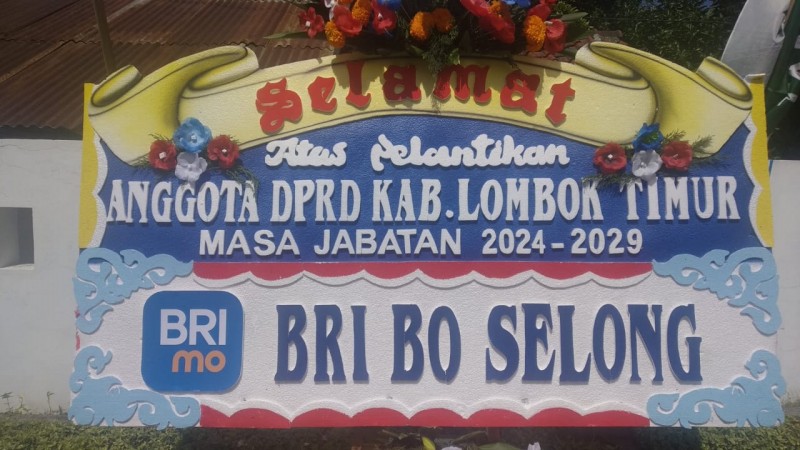 Selamat
Atas Pelantikan
ANGGOTA DPRD KAB. LOMBOK TIMUR
MASA JABATAN 2024-2029
BRI
mo
BRI BO SELONG